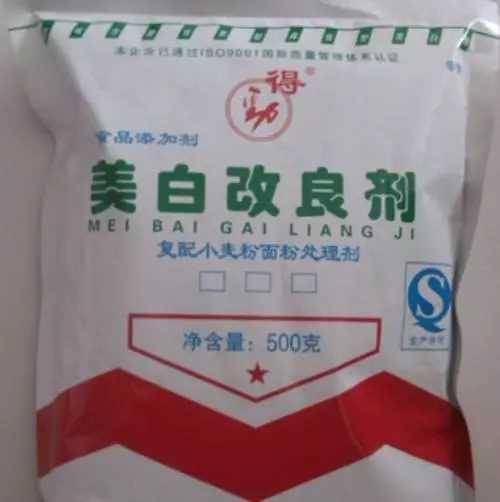 本企业已通过ISO9001国际质量管理体系认证
得劲®
食品添加剂
美白改良剂
MEI BAI GAI LIANG JI
复配小麦粉面粉处理剂
净含量：500克
生产许可